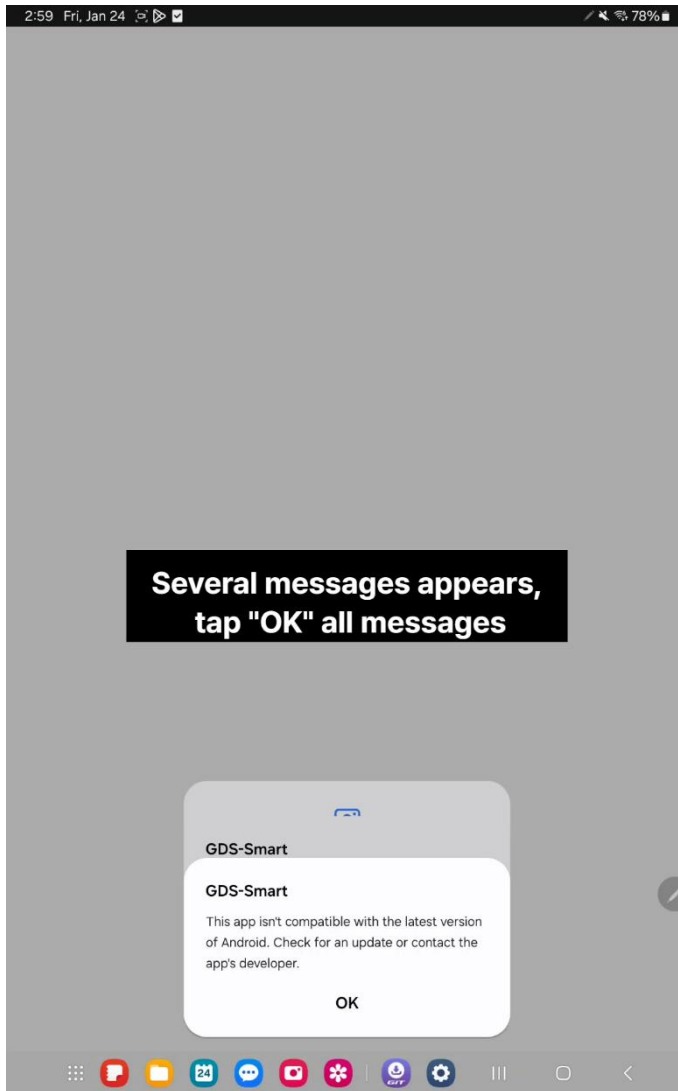 2:59 Fri, Jan 24 78%
Several messages appears,
tap "OK" all messages
GDS-Smart
GDS-Smart
This app isn't compatible with the latest version
of Android. Check for an update or contact the
app's developer.
OK
24
GIT